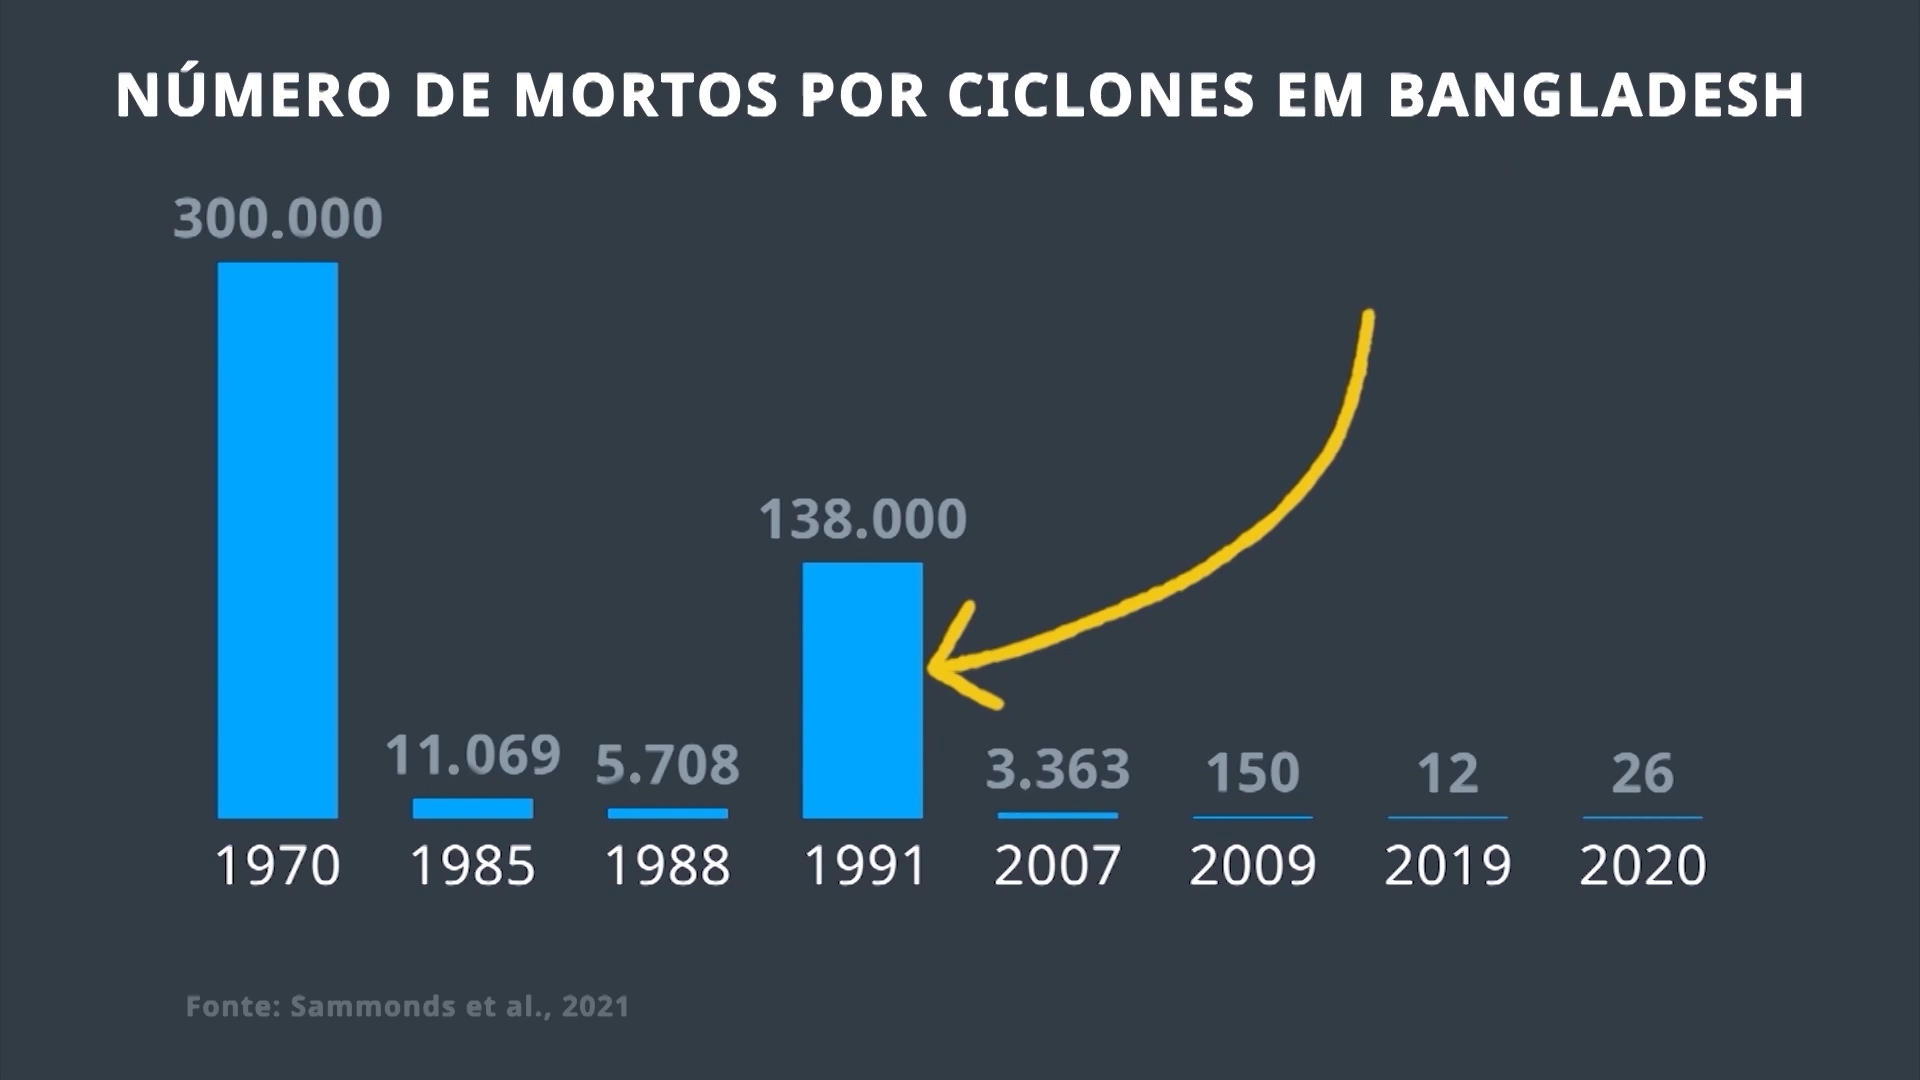 NÚMERO DE MORTOS POR CICLONES EM BANGLADESH
300.000
138.000
11.069 5.708 3.363 150 12 26
1970 1985 1988 1991 2007 2009 2019 2020
Fonte: Sammonds et al., 2021